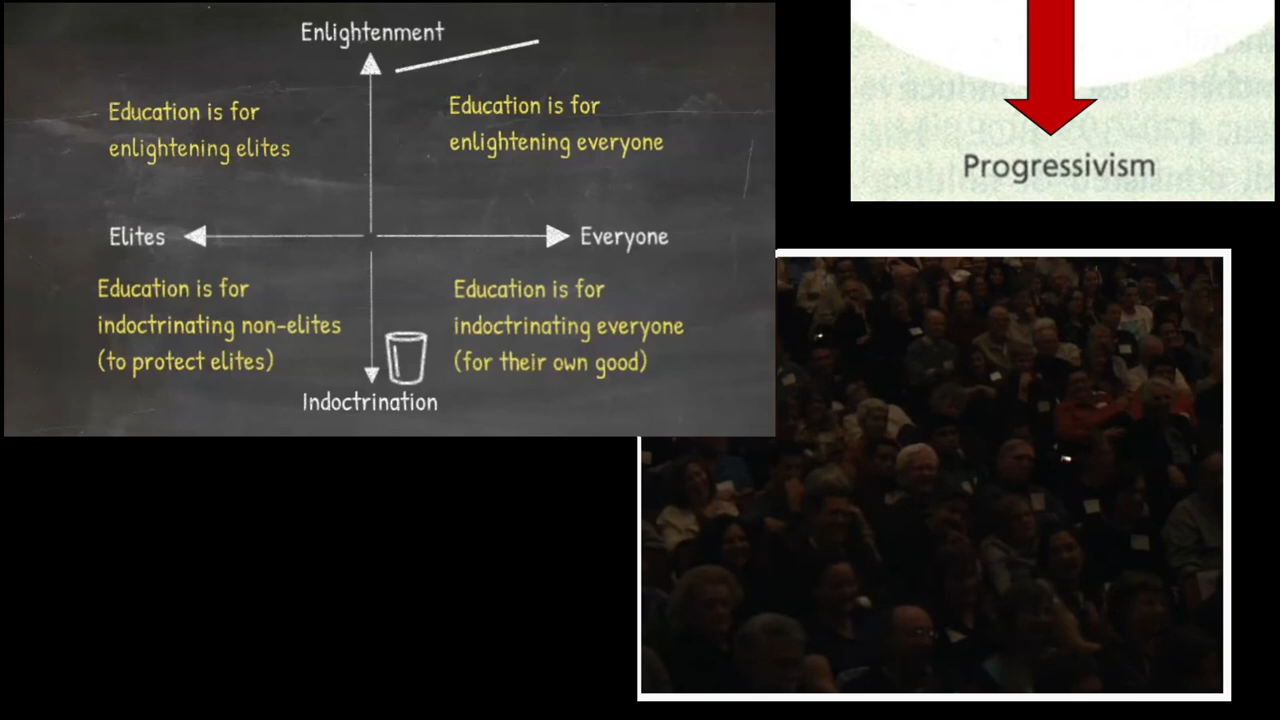 Enlightenment
Education is for
enlightening elites
Education is for
enlightening everyone
Elites
Everyone
Education is for
indoctrinating non-elites
(to protect elites)
Education is for
indoctrinating everyone
(for their own good)
Indoctrination
Progressivism